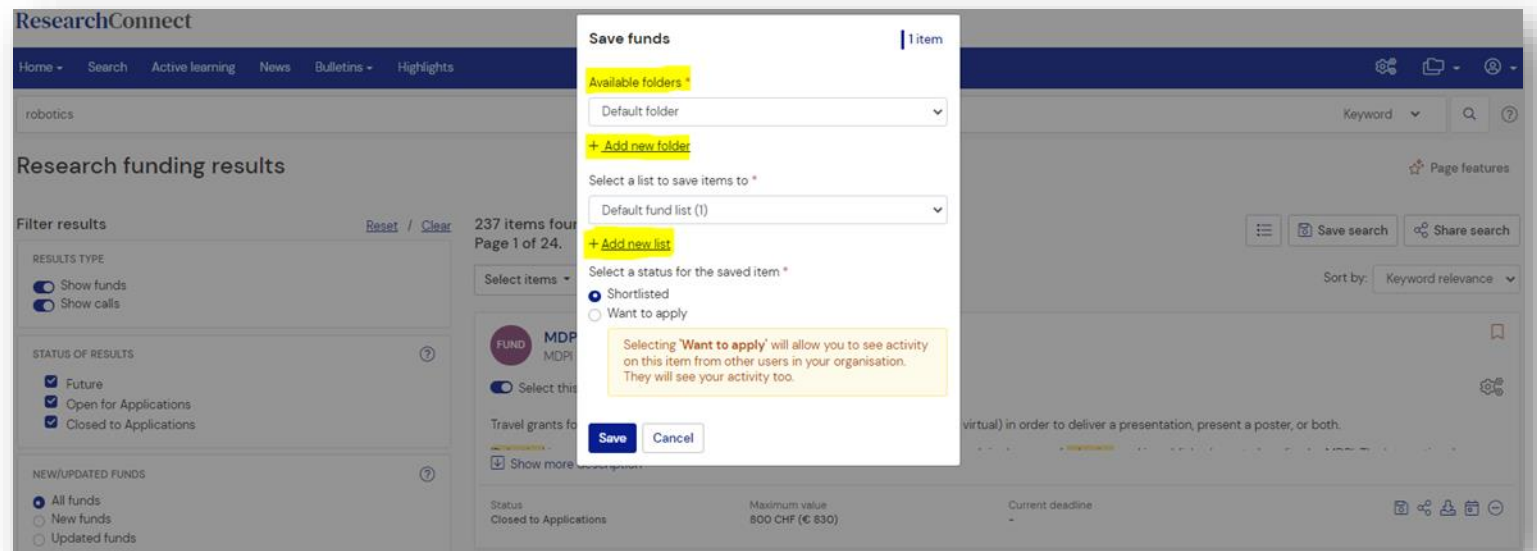 ResearchConnect
Home Search Active learning News Bulletins Highlights
robotics
Keyword
Research funding results
Page features
Filter results
Reset / Clear
RESULTS TYPE
Show funds
Show calls
STATUS OF RESULTS
Future
Open for Applications
Closed to Applications
NEW/UPDATED FUNDS
All funds
New funds
Updated funds
237 items
Page 1 of 24.
Select items
Save search
Share search
Sort by: Keyword relevance
FUND
MDPI
Select this
Travel grants
virtual) in order to deliver a presentation, present a poster, or both.
Show more description
Status
Closed to Applications
Maximum value
800 CHF (€ 830)
Current deadline
-
Save funds
1 item
Available folders *
Default folder
+ Add new folder
Select a list to save items to *
Default fund list (1)
+ Add new list
Select a status for the saved item *
Shortlisted
Want to apply
Selecting 'Want to apply' will allow you to see activity
on this item from other users in your organisation.
They will see your activity too.
Save
Cancel